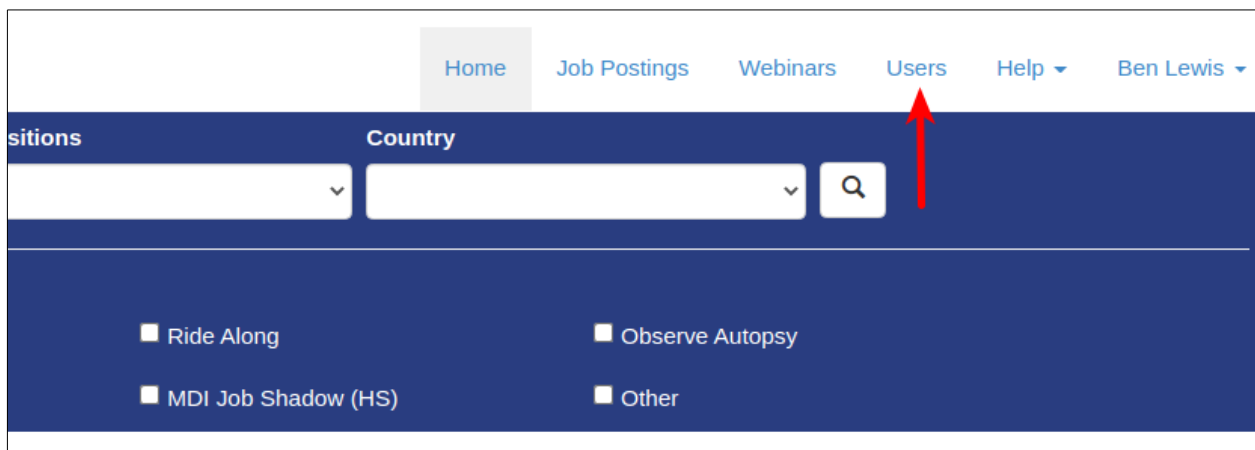 Home Job Postings Webinars Users Help Ben Lewis
sitions Country
Ride Along Observe Autopsy
MDI Job Shadow (HS) Other